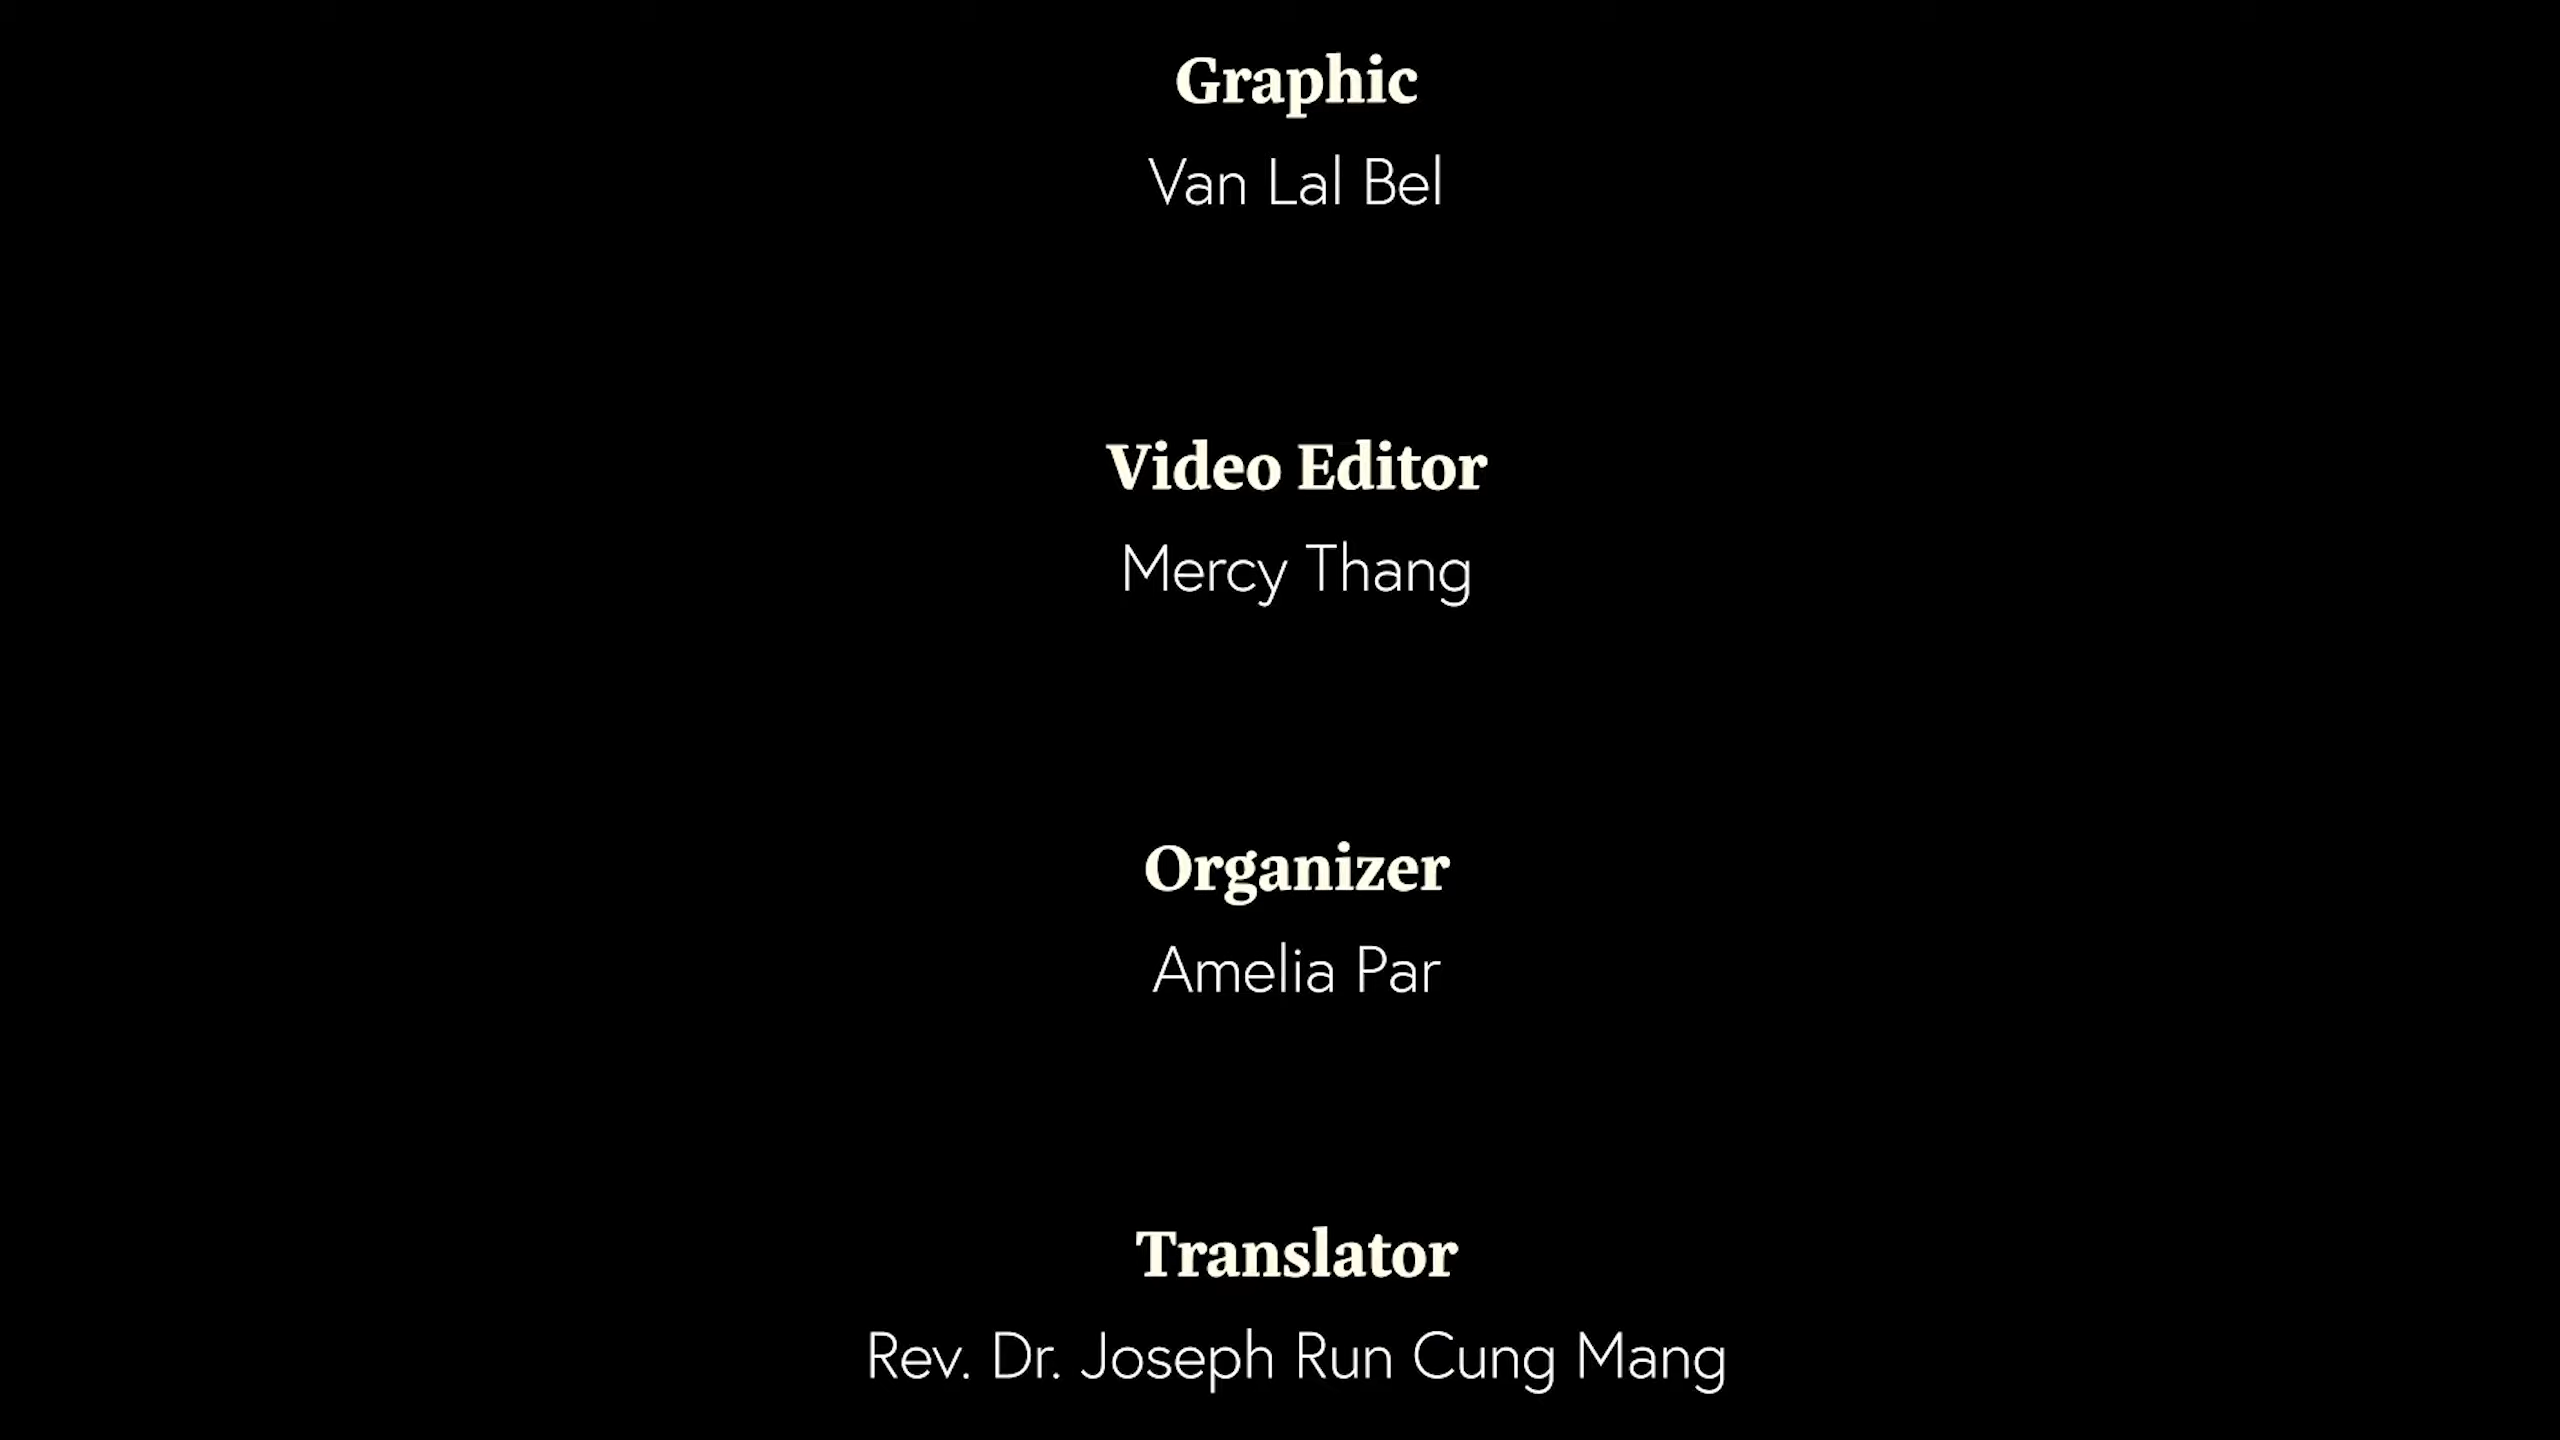 Graphic
Van Lal Bel
Video Editor
Mercy Thang
Organizer
Amelia Par
Translator
Rev. Dr. Joseph Run Cung Mang